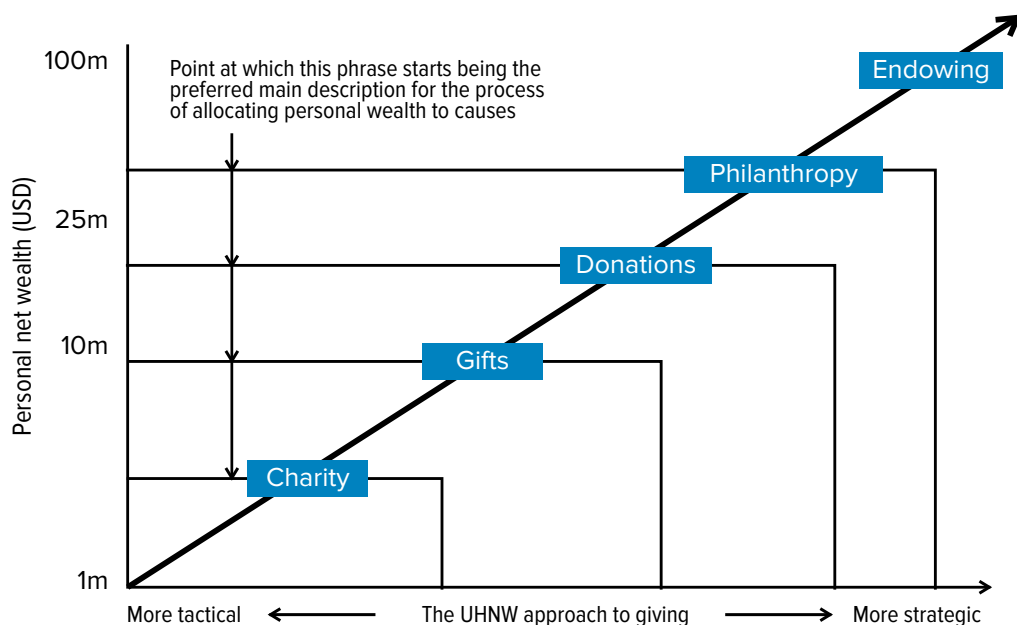 100m
Point at which this phrase starts being the
preferred main description for the process
of allocating personal wealth to causes
Endowing
Philanthropy
25m
Donations
10m
Gifts
Charity
1m
Personal net wealth (USD)
More tactical
The UHNW approach to giving
More strategic